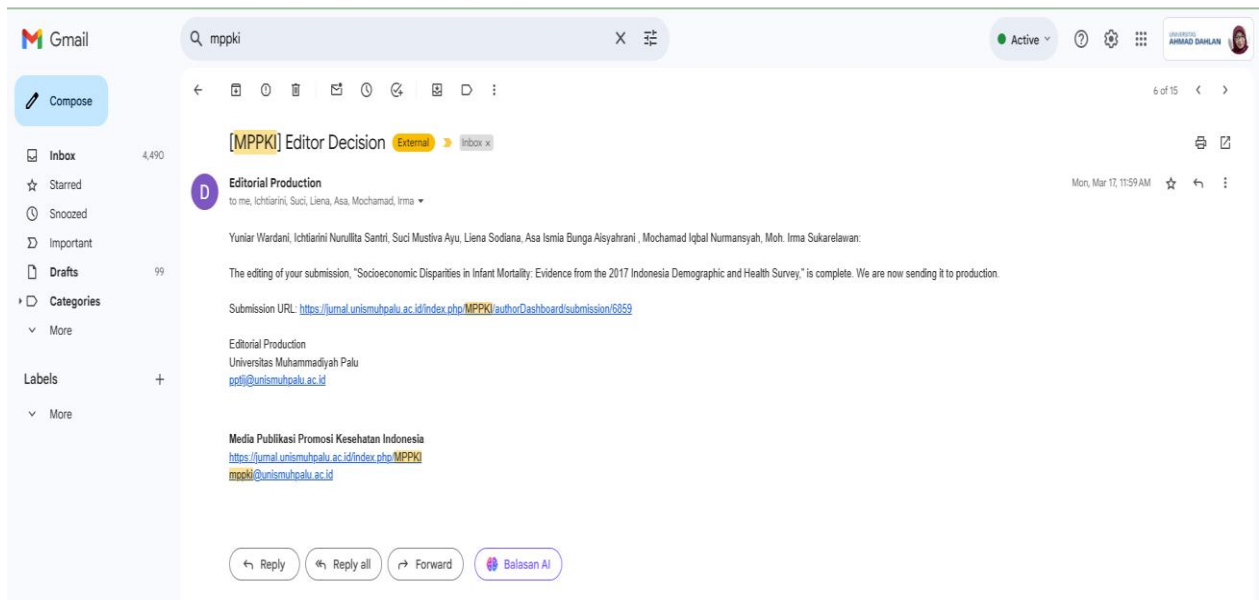 Gmail
mppki
Active
UNIVERSITAS
AHMAD DAHLAN
Compose
6 of 15
[MPPKI] Editor Decision External Inbox x
Inbox 4,490
Starred
Snoozed
Important
Drafts 99
Categories
More
Labels +
More
D
Editorial Production
Mon, Mar 17, 11:59 AM
to me, Ichtiarini, Suci, Liena, Asa, Mochamad, Irma
Yuniar Wardani, Ichtiarini Nurullita Santri, Suci Mustiva Ayu, Liena Sodiana, Asa Ismia Bunga Aisyahrani , Mochamad Iqbal Nurmansyah, Moh. Irma Sukarelawan:
The editing of your submission, "Socioeconomic Disparities in Infant Mortality: Evidence from the 2017 Indonesia Demographic and Health Survey," is complete. We are now sending it to production.
Submission URL: https://jurnal.unismuhpalu.ac.id/index.php/MPPKI/authorDashboard/submission/6859
Editorial Production
Universitas Muhammadiyah Palu
pptij@unismuhpalu.ac.id
Media Publikasi Promosi Kesehatan Indonesia
https://jurnal.unismuhpalu.ac.id/index.php/MPPKI
mppki@unismuhpalu.ac.id
Reply
Reply all
Forward
Balasan AI